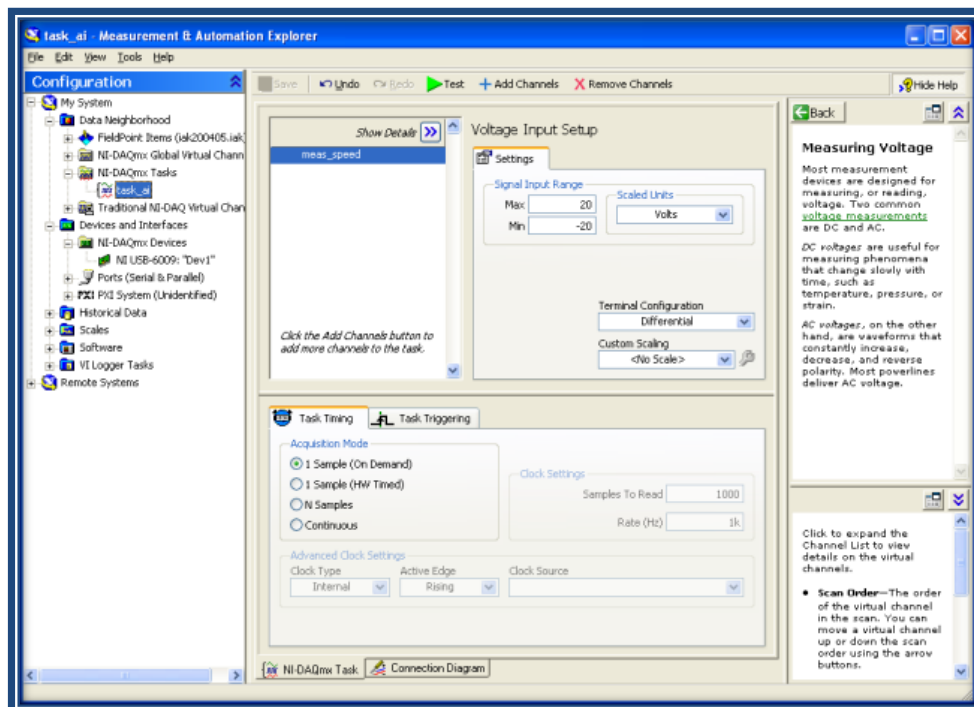 task_ai - Measurement & Automation Explorer
File Edit View Tools Help
Configuration
Save Undo Redo Test Add Channels Remove Channels Hide Help
My System
Data Neighborhood
FieldPoint Items (iak200405.iak
NI-DAQmx Global Virtual Chann
NI-DAQmx Tasks
task_ai
Traditional NI-DAQ Virtual Chan
Devices and Interfaces
NI-DAQmx Devices
NI USB-6009: "Dev1"
Ports (Serial & Parallel)
PXI PXI System (Unidentified)
Historical Data
Scales
Software
VI Logger Tasks
Remote Systems
Show Details
meas_speed
Click the Add Channels button to
add more channels to the task.
Voltage Input Setup
Settings
Signal Input Range
Max 20
Min -20
Scaled Units
Volts
Terminal Configuration
Differential
Custom Scaling
<No Scale>
Task Timing Task Triggering
Acquisition Mode
1 Sample (On Demand)
1 Sample (HW Timed)
N Samples
Continuous
Clock Settings
Samples To Read 1000
Rate (Hz) 1k
Advanced Clock Settings
Clock Type Active Edge Clock Source
Internal Rising
NI-DAQmx Task Connection Diagram
Back
Measuring Voltage
Most measurement
devices are designed for
measuring, or reading,
voltage. Two common
voltage measurements
are DC and AC.
DC voltages are useful for
measuring phenomena
that change slowly with
time, such as
temperature, pressure, or
strain.
AC voltages, on the other
hand, are waveforms that
constantly increase,
decrease, and reverse
polarity. Most powerlines
deliver AC voltage.
Click to expand the
Channel List to view
details on the virtual
channels.
• Scan Order—The order
of the virtual channel
in the scan. You can
move a virtual channel
up or down the scan
order using the arrow
buttons.